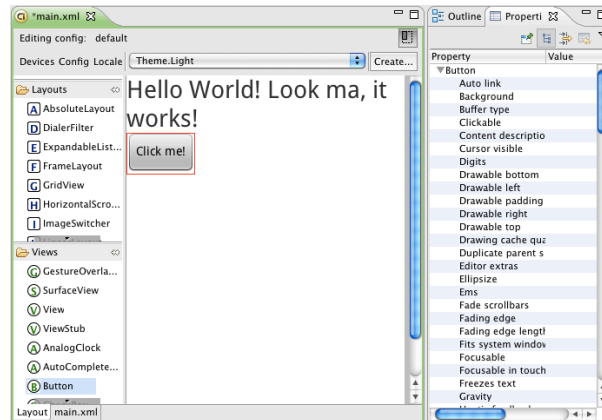 *main.xml
Editing config: default
Devices Config Locale Theme.Light Create...
Layouts
A AbsoluteLayout
D DialerFilter
E ExpandableList...
F FrameLayout
G GridView
H HorizontalScro...
I ImageSwitcher
Views
G GestureOverla...
S SurfaceView
V View
V ViewStub
A AnalogClock
A AutoComplete...
B Button
Layout main.xml
Hello World! Look ma, it
works!
Click me!
Outline Properti
Property Value
Button
Auto link
Background
Buffer type
Clickable
Content descriptio
Cursor visible
Digits
Drawable bottom
Drawable left
Drawable padding
Drawable right
Drawable top
Drawing cache qua
Duplicate parent s
Editor extras
Ellipsize
Ems
Fade scrollbars
Fading edge
Fading edge length
Fits system window
Focusable
Focusable in touch
Freezes text
Gravity